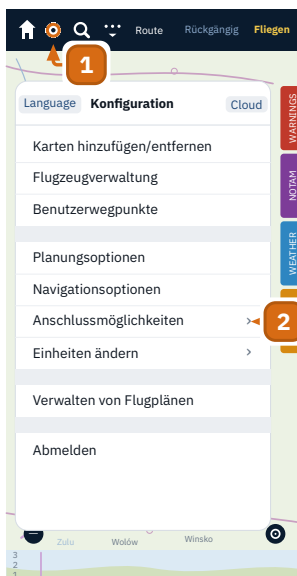 Route Rückgängig Fliegen
1
Language Konfiguration Cloud
Karten hinzufügen/entfernen
Flugzeugverwaltung
Benutzerwegpunkte
Planungsoptionen
Navigationsoptionen
Anschlussmöglichkeiten
2
Einheiten ändern
Verwalten von Flugplänen
Abmelden
WARNINGS
NOTAM
WEATHER
Zulu Wolów Winsko
3
2
1